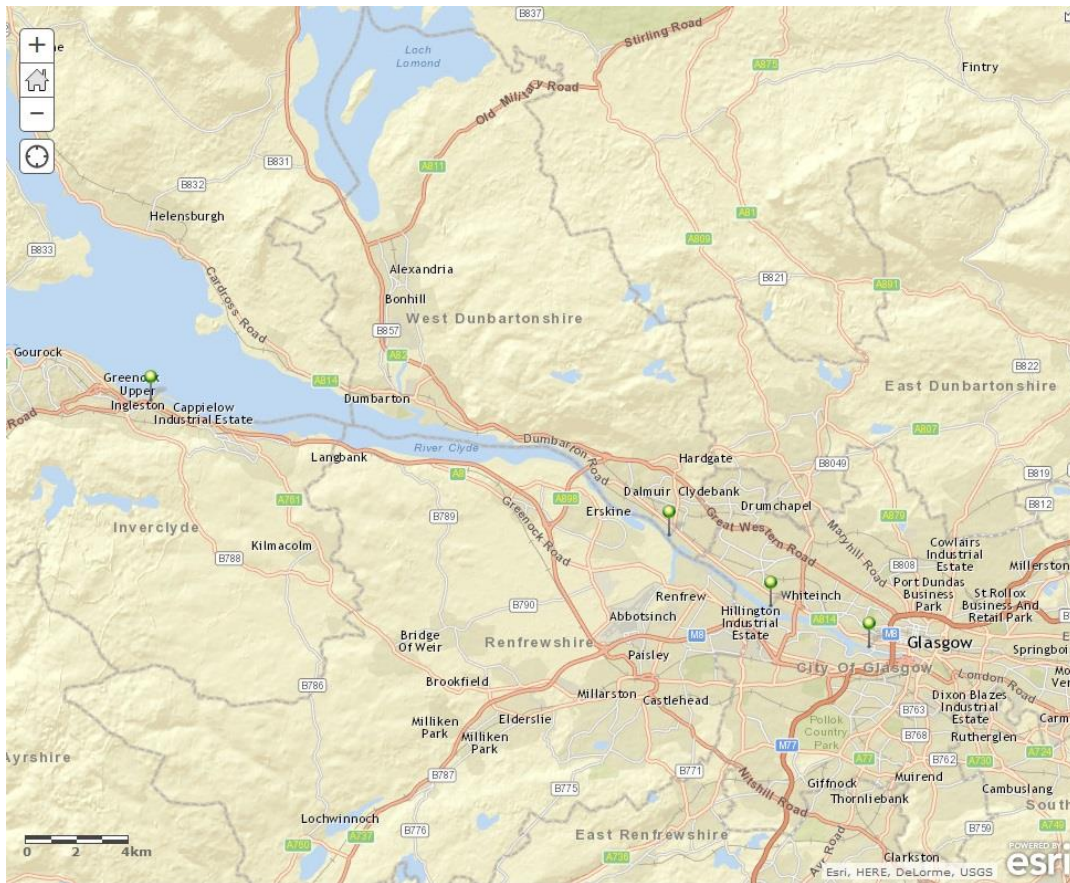 B837
Stirling Road
Loch
Lomond
A875
Fintry
Old Military Road
A811
B831
B832
Helensburgh
B833
A81
A809
B821
A891
Alexandria
Bonhill
Cardross Road
West Dunbartonshire
B857
A82
Gourock
B822
Greenock
Upper
Ingleston
A814
East Dunbartonshire
Dumbarton
Cappielow
Industrial Estate
Road
A807
River Clyde
Dumbarton Road
Langbank
Hardgate
B8049
A8
B819
A761
A898
Dalmuir
Clydebank
B812
Drumchapel
Erskine
Greenock Road
B789
Great Western Road
Maryhill Road
A879
Inverclyde
Kilmacolm
B788
Cowlairs
Industrial
Estate
B808
Millerston
Port Dundas
Business
Park
St Rollox
Business And
Retail Park
Renfrew
Whiteinch
B790
Abbotsinch
Hillington
Industrial
Estate
A814
M8
M8
Glasgow
Bridge
Of Weir
Renfrewshire
Paisley
City Of Glasgow
B786
Brookfield
Millarston
Castlehead
London Road
Dixon Blazes
Industrial
Estate
B763
Milliken
Park
Elderslie
Milliken
Park
Pollok
Country
Park
B768
Rutherglen
M77
A77
B762
A730
A724
Ayrshire
B787
B771
Nitshill Road
Giffnock
Muirend
Cambuslang
B775
Thornliebank
South
Lochwinnoch
B776
A737
A760
East Renfrewshire
A736
Ayr Road
B759
A749
Clarkston
0 2 4km
Esri, HERE, DeLorme, USGS
POWERED BY
esri